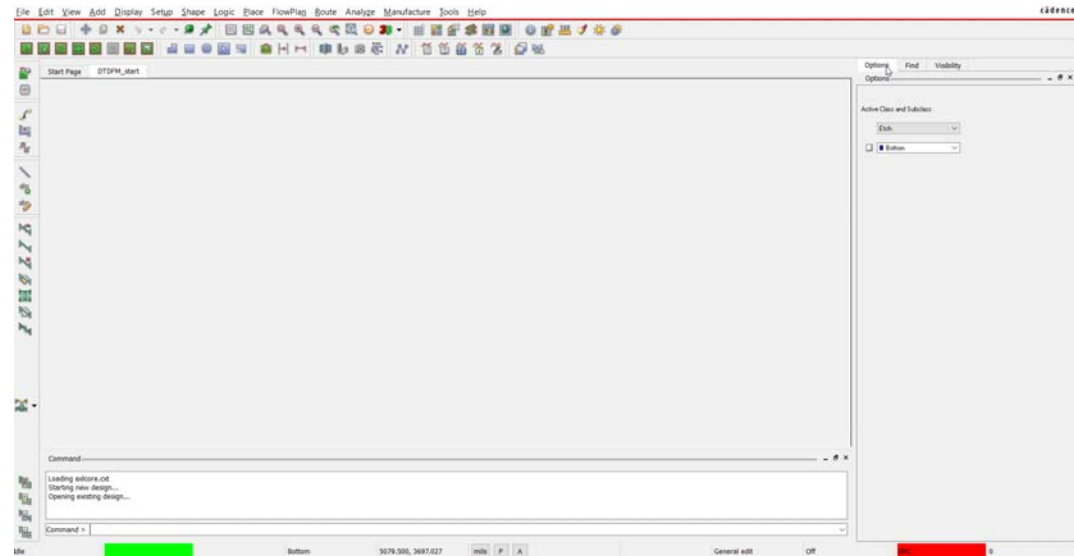 File Edit View Add Display Setup Shape Logic Place FlowPlan Route Analyze Manufacture Tools Help
cādence
Start Page DTDFM_start
Options Find Visibility
Options
Active Class and Subclass
Etch
Bottom
Command
Loading axlcore.cxt
Starting new design...
Opening existing design...
Command >
Idle Bottom 5079.500, 3687.027 mils P A General edit Off DRC 0